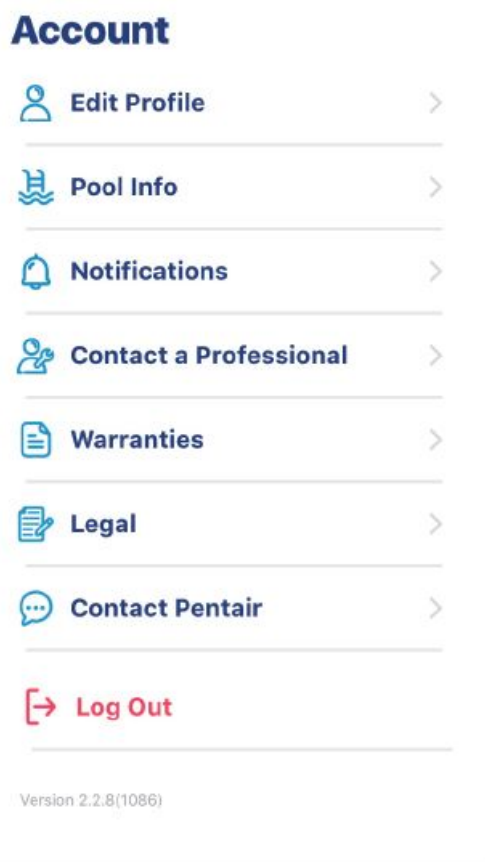 Account
Edit Profile
Pool Info
Notifications
Contact a Professional
Warranties
Legal
Contact Pentair
Log Out
Version 2.2.8(1086)